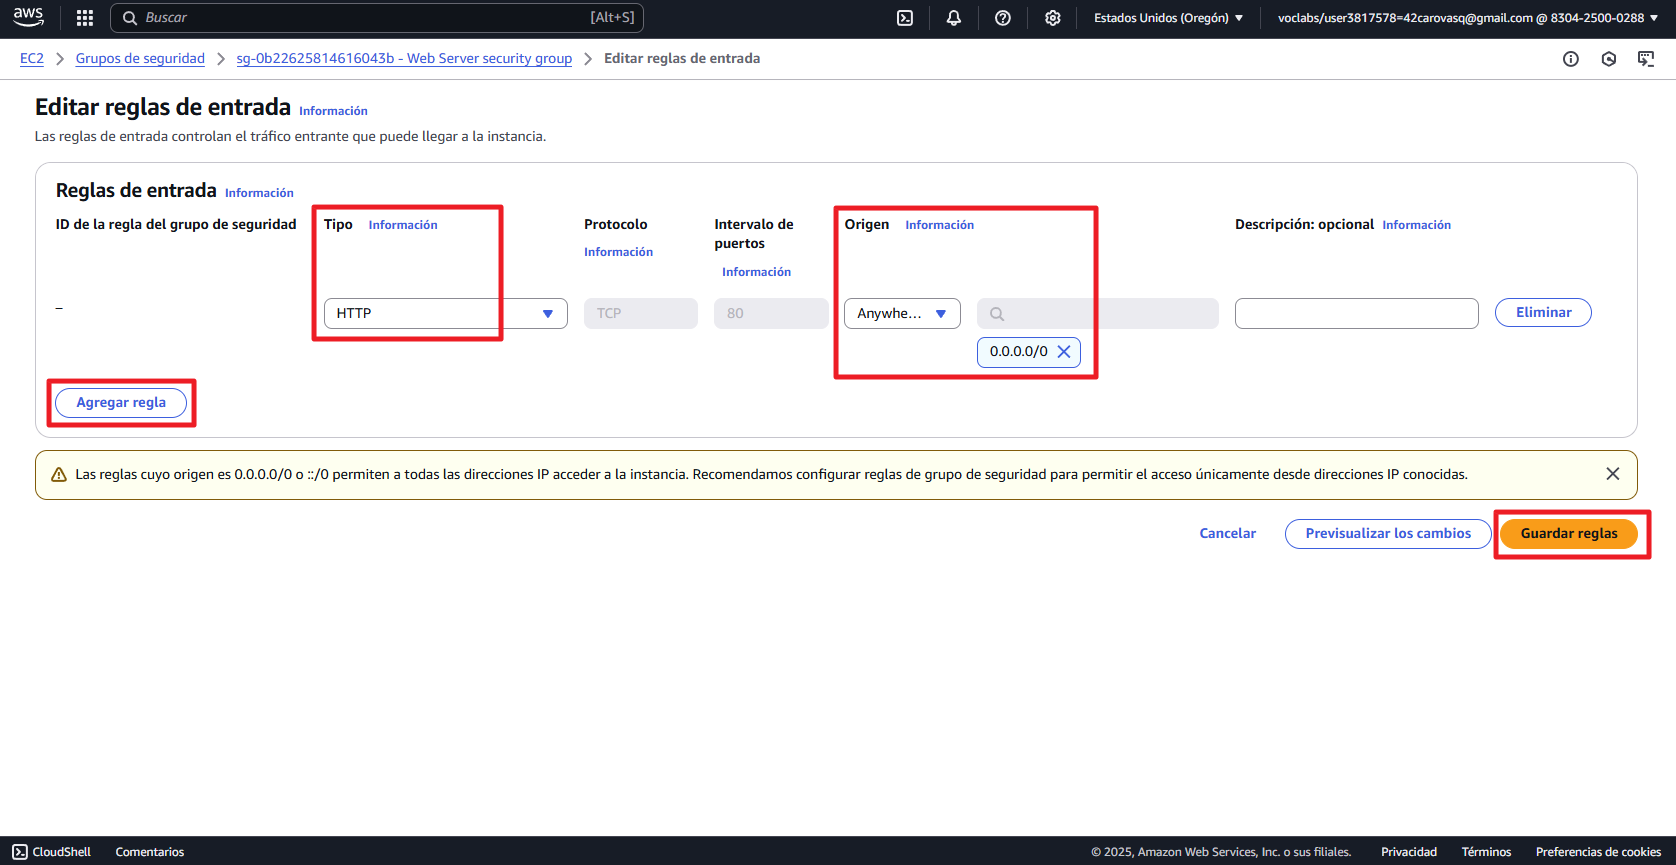 aws
Buscar [Alt+S]
Estados Unidos (Oregón)
voclabs/user3817578=42carovasq@gmail.com @ 8304-2500-0288
EC2 > Grupos de seguridad > sg-0b22625814616043b - Web Server security group > Editar reglas de entrada
Editar reglas de entrada Información
Las reglas de entrada controlan el tráfico entrante que puede llegar a la instancia.
Reglas de entrada Información
ID de la regla del grupo de seguridad
Tipo Información
Protocolo
Información
Intervalo de
puertos
Información
Origen Información
Descripción: opcional Información
–
HTTP
TCP
80
Anywhe...
0.0.0.0/0
Eliminar
Agregar regla
Las reglas cuyo origen es 0.0.0.0/0 o ::/0 permiten a todas las direcciones IP acceder a la instancia. Recomendamos configurar reglas de grupo de seguridad para permitir el acceso únicamente desde direcciones IP conocidas.
Cancelar
Previsualizar los cambios
Guardar reglas
CloudShell Comentarios
© 2025, Amazon Web Services, Inc. o sus filiales. Privacidad Términos Preferencias de cookies